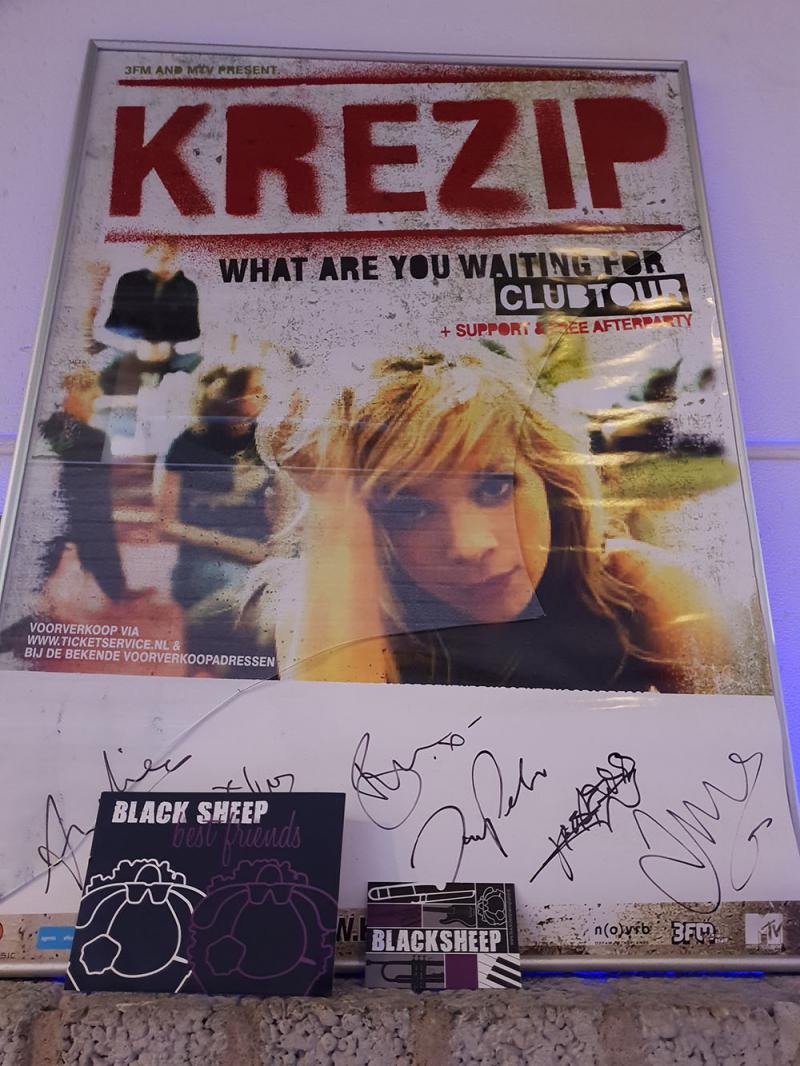 3FM AND MTV PRESENT.
KREZIP
WHAT ARE YOU WAITING FOR
CLUBTOUR
+ SUPPORT & FREE AFTERPARTY
VOORVERKOOP VIA
WWW.TICKETSERVICE.NL &
BIJ DE BEKENDE VOORVERKOOPADRESSEN
BLACK SHEEP
best friends
BLACKSHEEP
3FM
MTV